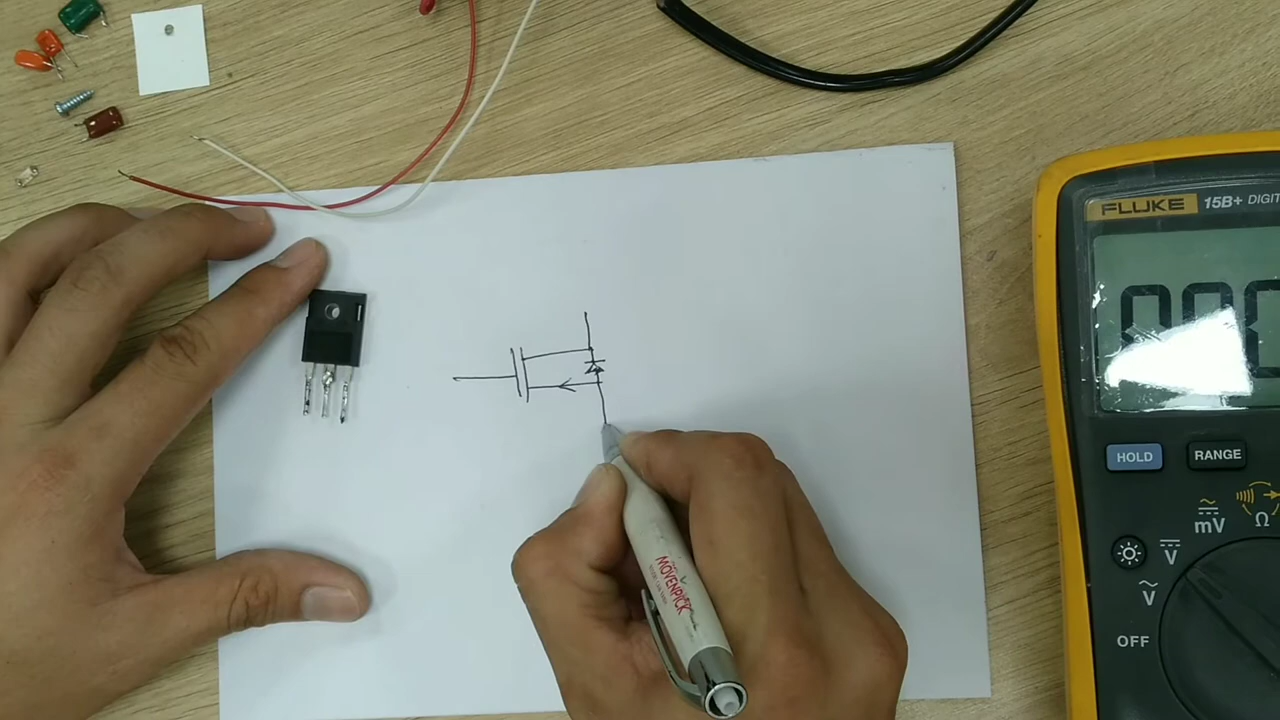 FLUKE 15B+ DIGIT
HOLD
RANGE
mV
Ω
V
V
OFF
MÖVENPICK